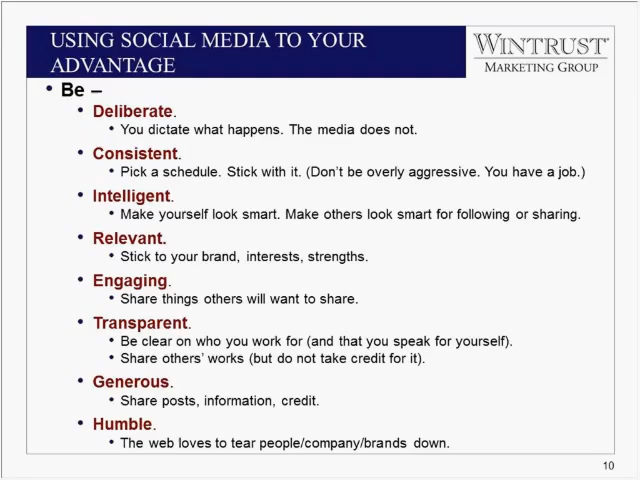 USING SOCIAL MEDIA TO YOUR
ADVANTAGE
WINTRUST®
MARKETING GROUP
• Be –
• Deliberate.
• You dictate what happens. The media does not.
• Consistent.
• Pick a schedule. Stick with it. (Don't be overly aggressive. You have a job.)
• Intelligent.
• Make yourself look smart. Make others look smart for following or sharing.
• Relevant.
• Stick to your brand, interests, strengths.
• Engaging.
• Share things others will want to share.
• Transparent.
• Be clear on who you work for (and that you speak for yourself).
• Share others' works (but do not take credit for it).
• Generous.
• Share posts, information, credit.
• Humble.
• The web loves to tear people/company/brands down.
10